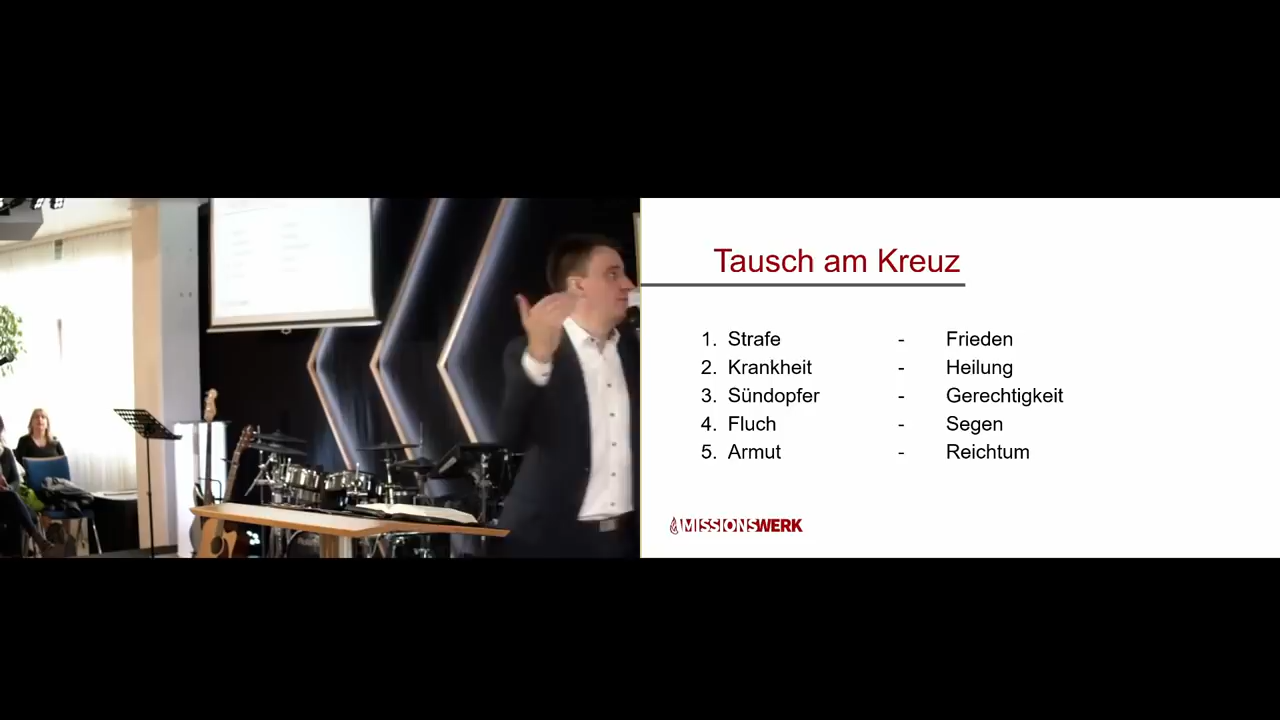 Tausch am Kreuz
1. Strafe - Frieden
2. Krankheit - Heilung
3. Sündopfer - Gerechtigkeit
4. Fluch - Segen
5. Armut - Reichtum
MISSIONSWERK